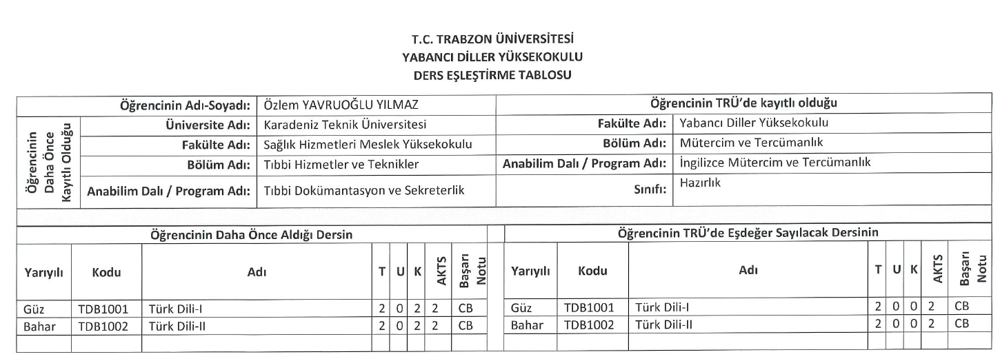 T.C. TRABZON ÜNİVERSİTESİ
YABANCI DİLLER YÜKSEKOKULU
DERS EŞLEŞTİRME TABLOSU
Öğrencinin Adı-Soyadı: Özlem YAVRUOĞLU YILMAZ Öğrencinin TRÜ'de kayıtlı olduğu
Öğrencinin Daha Önce Kayıtlı Olduğu
Üniversite Adı: Karadeniz Teknik Üniversitesi Fakülte Adı: Yabancı Diller Yüksekokulu
Fakülte Adı: Sağlık Hizmetleri Meslek Yüksekokulu Bölüm Adı: Mütercim ve Tercümanlık
Bölüm Adı: Tıbbi Hizmetler ve Teknikler Anabilim Dalı / Program Adı: İngilizce Mütercim ve Tercümanlık
Anabilim Dalı / Program Adı: Tıbbi Dokümantasyon ve Sekreterlik Sınıfı: Hazırlık
Öğrencinin Daha Önce Aldığı Dersin Öğrencinin TRÜ'de Eşdeğer Sayılacak Dersinin
Yarıyılı Kodu Adı T U K AKTS Başarı Notu Yarıyılı Kodu Adı T U K AKTS Başarı Notu
Güz TDB1001 Türk Dili-I 2 0 2 2 CB Güz TDB1001 Türk Dili-I 2 0 0 2 CB
Bahar TDB1002 Türk Dili-II 2 0 2 2 CB Bahar TDB1002 Türk Dili-II 2 0 0 2 CB